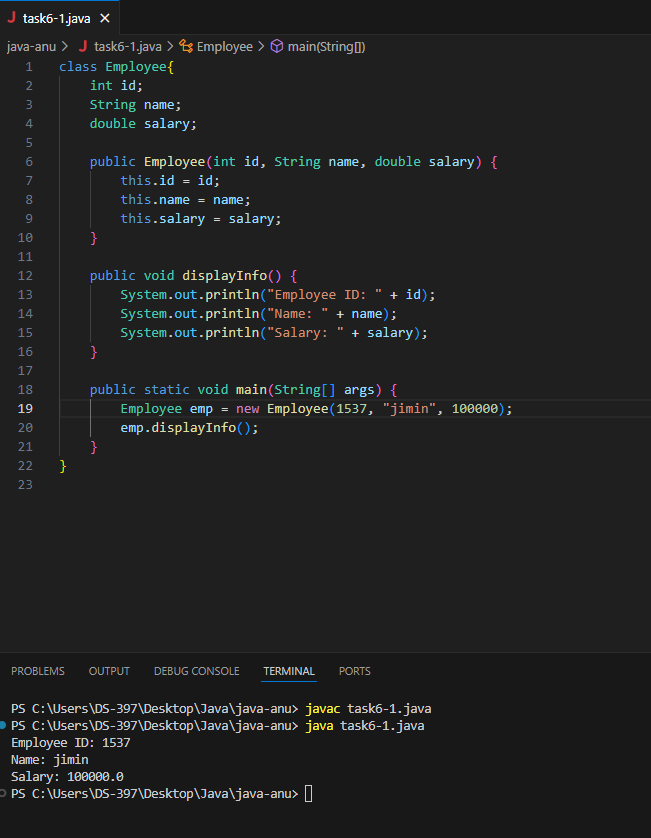 J task6-1.java ×
java-anu > J task6-1.java > Employee > main(String[])
1 class Employee{
2     int id;
3     String name;
4     double salary;
5
6     public Employee(int id, String name, double salary) {
7         this.id = id;
8         this.name = name;
9         this.salary = salary;
10     }
11
12     public void displayInfo() {
13         System.out.println("Employee ID: " + id);
14         System.out.println("Name: " + name);
15         System.out.println("Salary: " + salary);
16     }
17
18     public static void main(String[] args) {
19         Employee emp = new Employee(1537, "jimin", 100000);
20         emp.displayInfo();
21     }
22 }
23
PROBLEMS OUTPUT DEBUG CONSOLE TERMINAL PORTS
PS C:\Users\DS-397\Desktop\Java\java-anu> javac task6-1.java
PS C:\Users\DS-397\Desktop\Java\java-anu> java task6-1.java
Employee ID: 1537
Name: jimin
Salary: 100000.0
PS C:\Users\DS-397\Desktop\Java\java-anu>